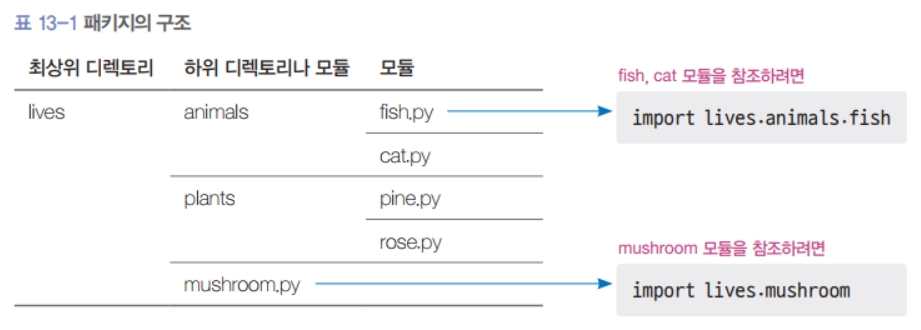 표 13-1 패키지의 구조
최상위 디렉토리 하위 디렉토리나 모듈 모듈
lives animals fish.py
cat.py
plants pine.py
rose.py
mushroom.py
fish, cat 모듈을 참조하려면
import lives.animals.fish
mushroom 모듈을 참조하려면
import lives.mushroom